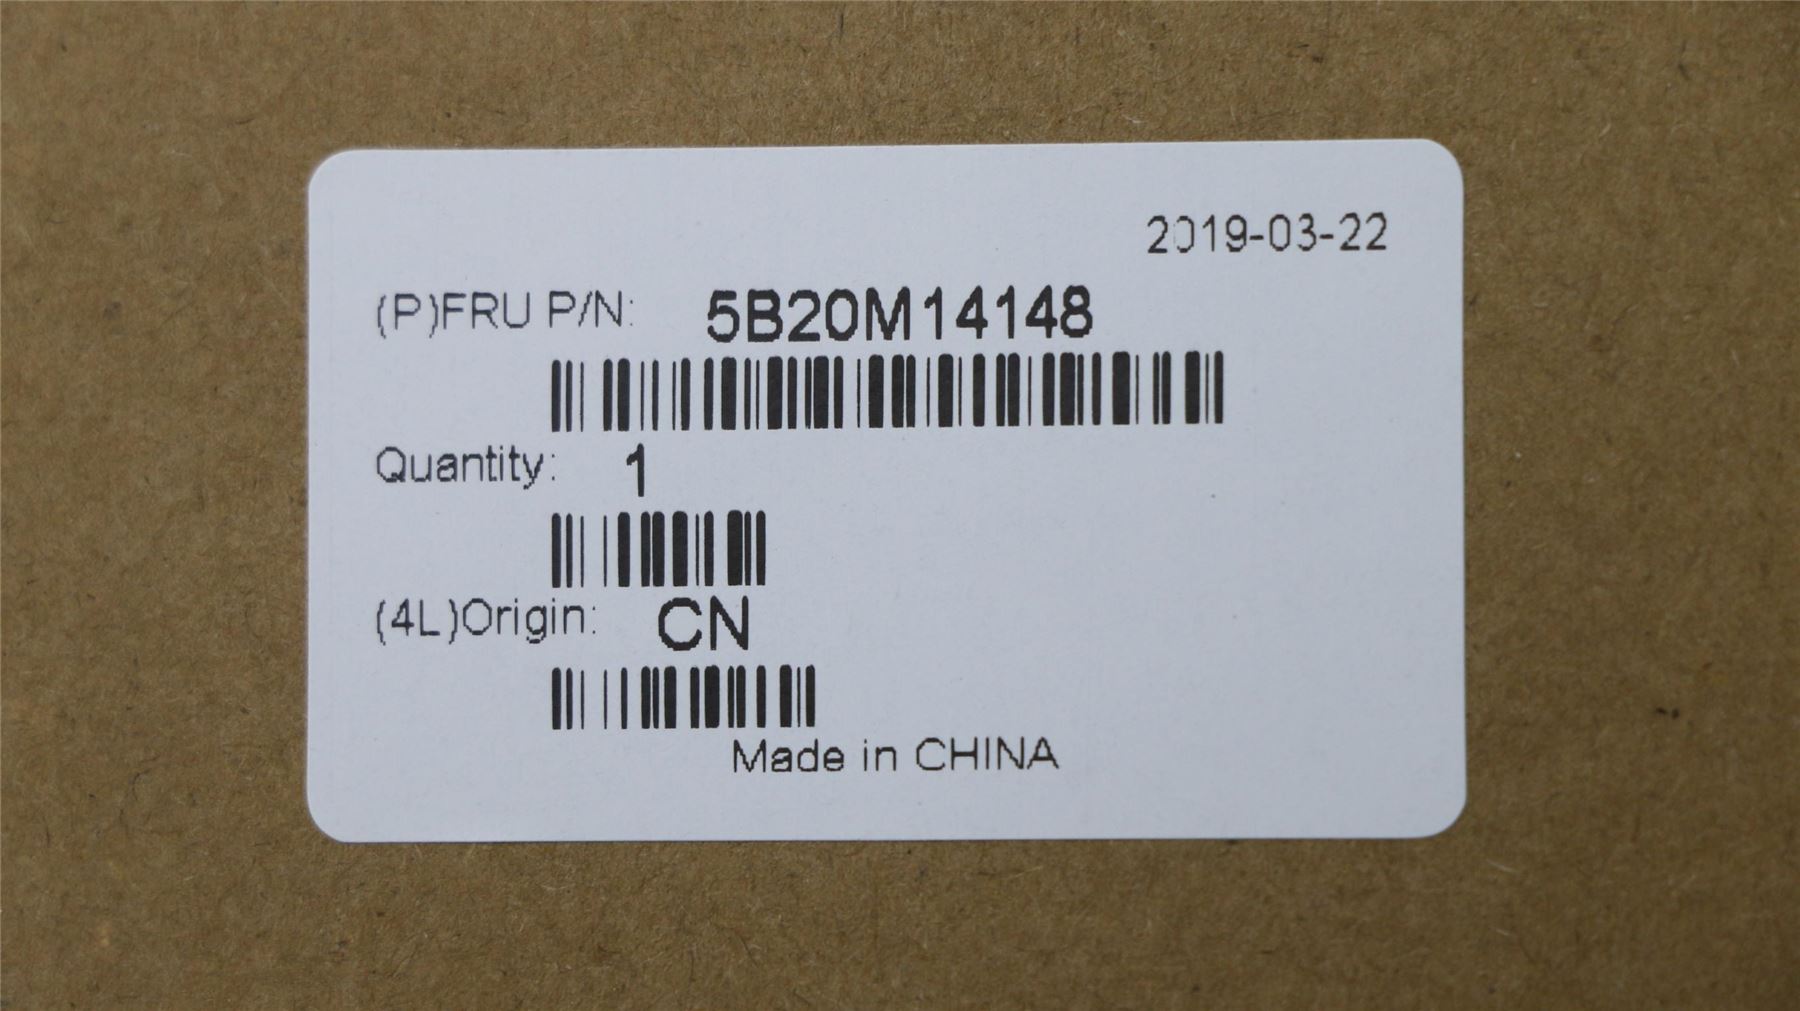 2019-03-22
(P)FRU P/N: 5B20M14148
Quantity: 1
(4L)Origin: CN
Made in CHINA